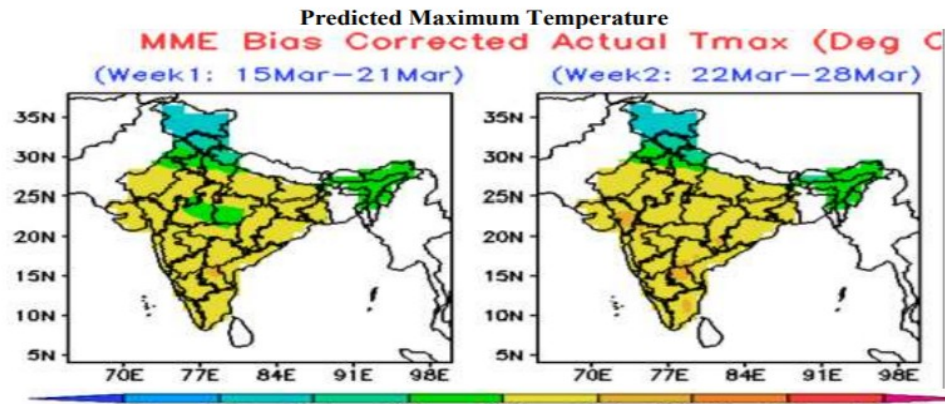 Predicted Maximum Temperature
MME Bias Corrected Actual Tmax (Deg C
(Week1: 15Mar–21Mar)
(Week2: 22Mar–28Mar)
35N
30N
25N
20N
15N
10N
5N
70E 77E 84E 91E 98E
35N
30N
25N
20N
15N
10N
5N
70E 77E 84E 91E 98E